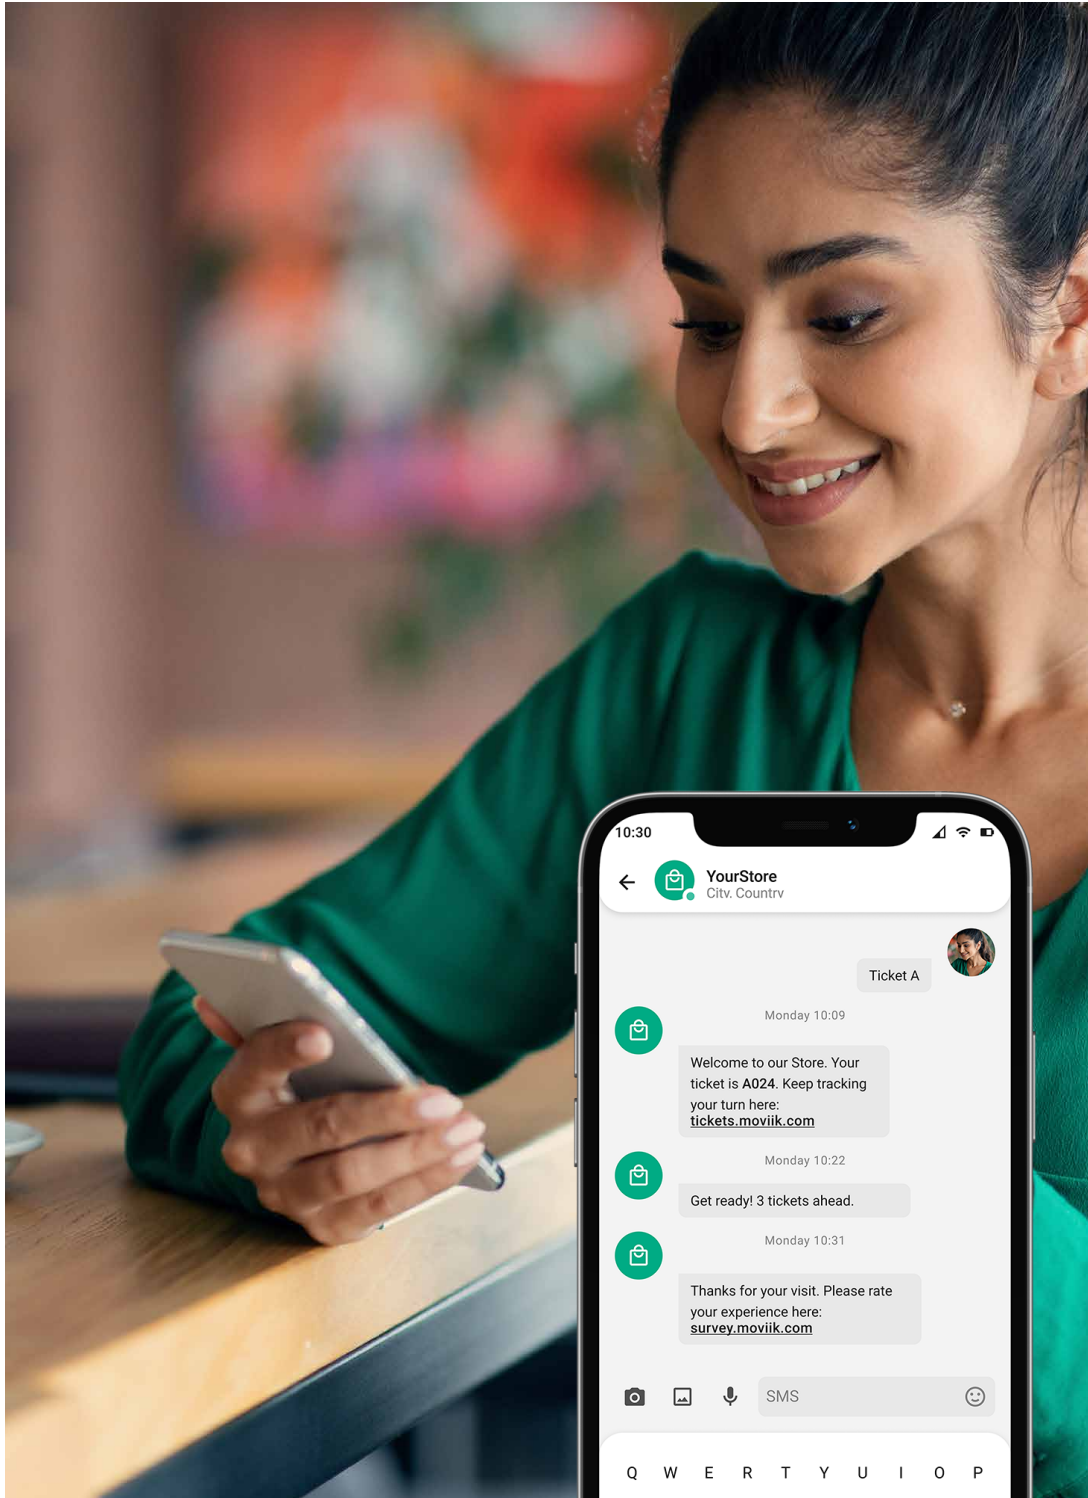 10:30
YourStore
City, Country
Ticket A
Monday 10:09
Welcome to our Store. Your
ticket is A024. Keep tracking
your turn here:
tickets.moviik.com
Monday 10:22
Get ready! 3 tickets ahead.
Monday 10:31
Thanks for your visit. Please rate
your experience here:
survey.moviik.com
SMS
Q W E R T Y U I O P